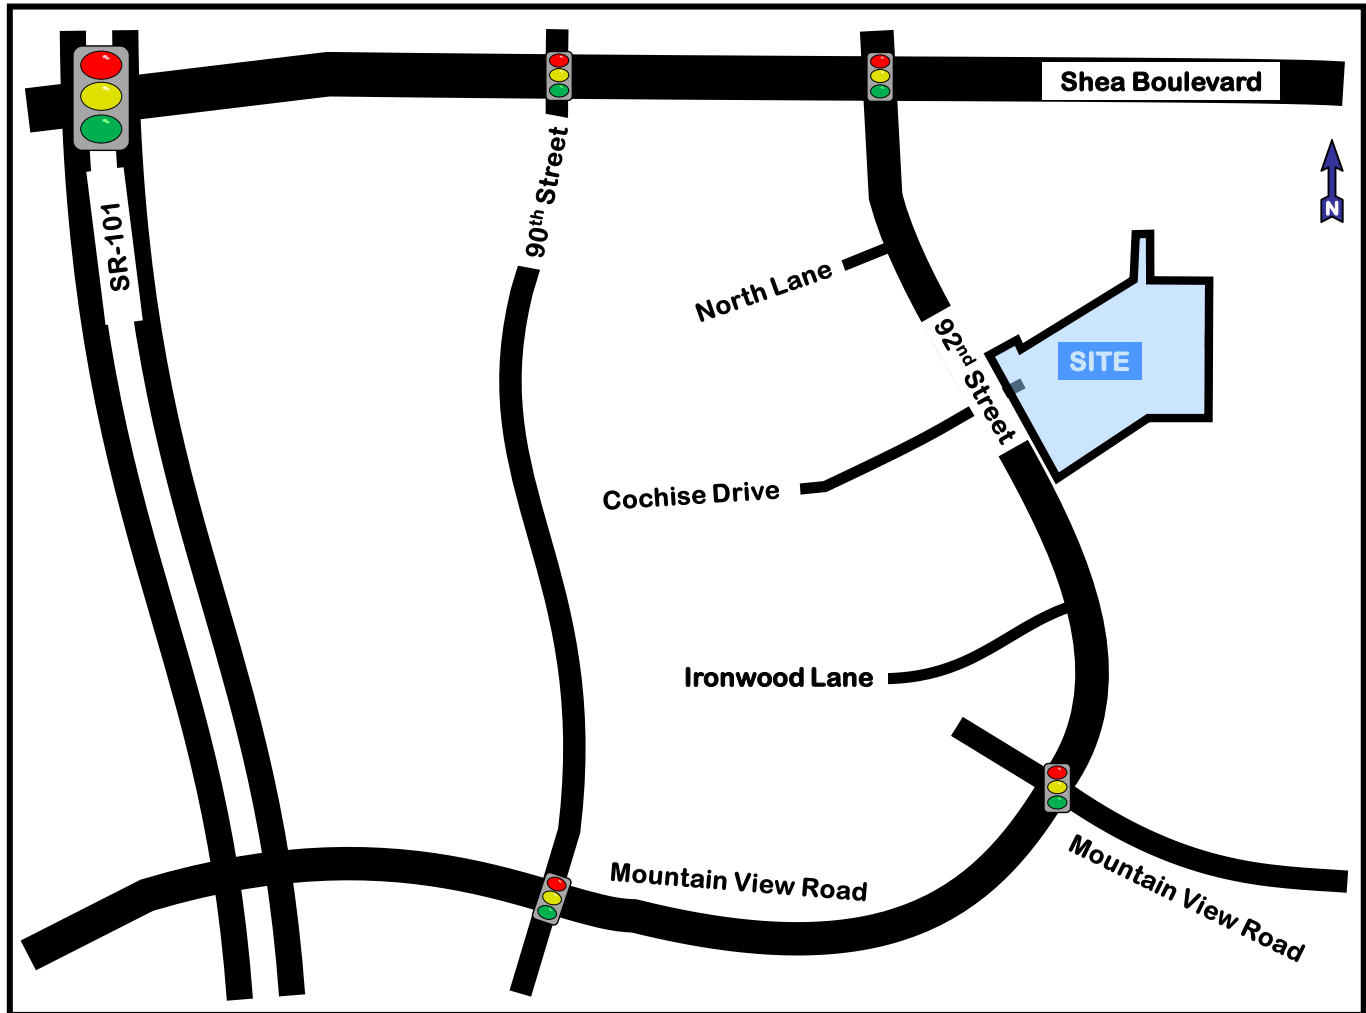 Shea Boulevard
90th Street
SR-101
N
North Lane
92nd Street
SITE
Cochise Drive
Ironwood Lane
Mountain View Road
Mountain View Road